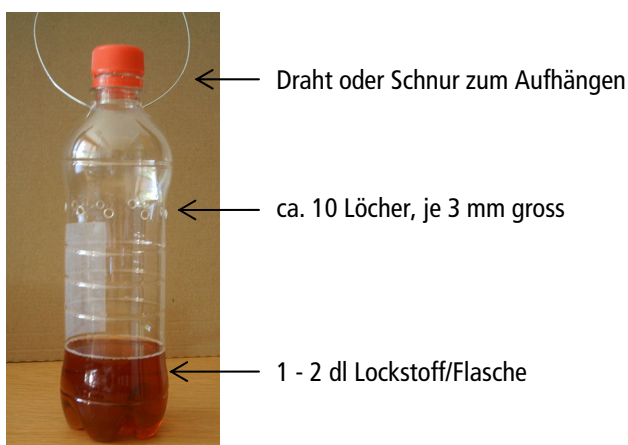 Draht oder Schnur zum Aufhängen
ca. 10 Löcher, je 3 mm gross
1 - 2 dl Lockstoff/Flasche